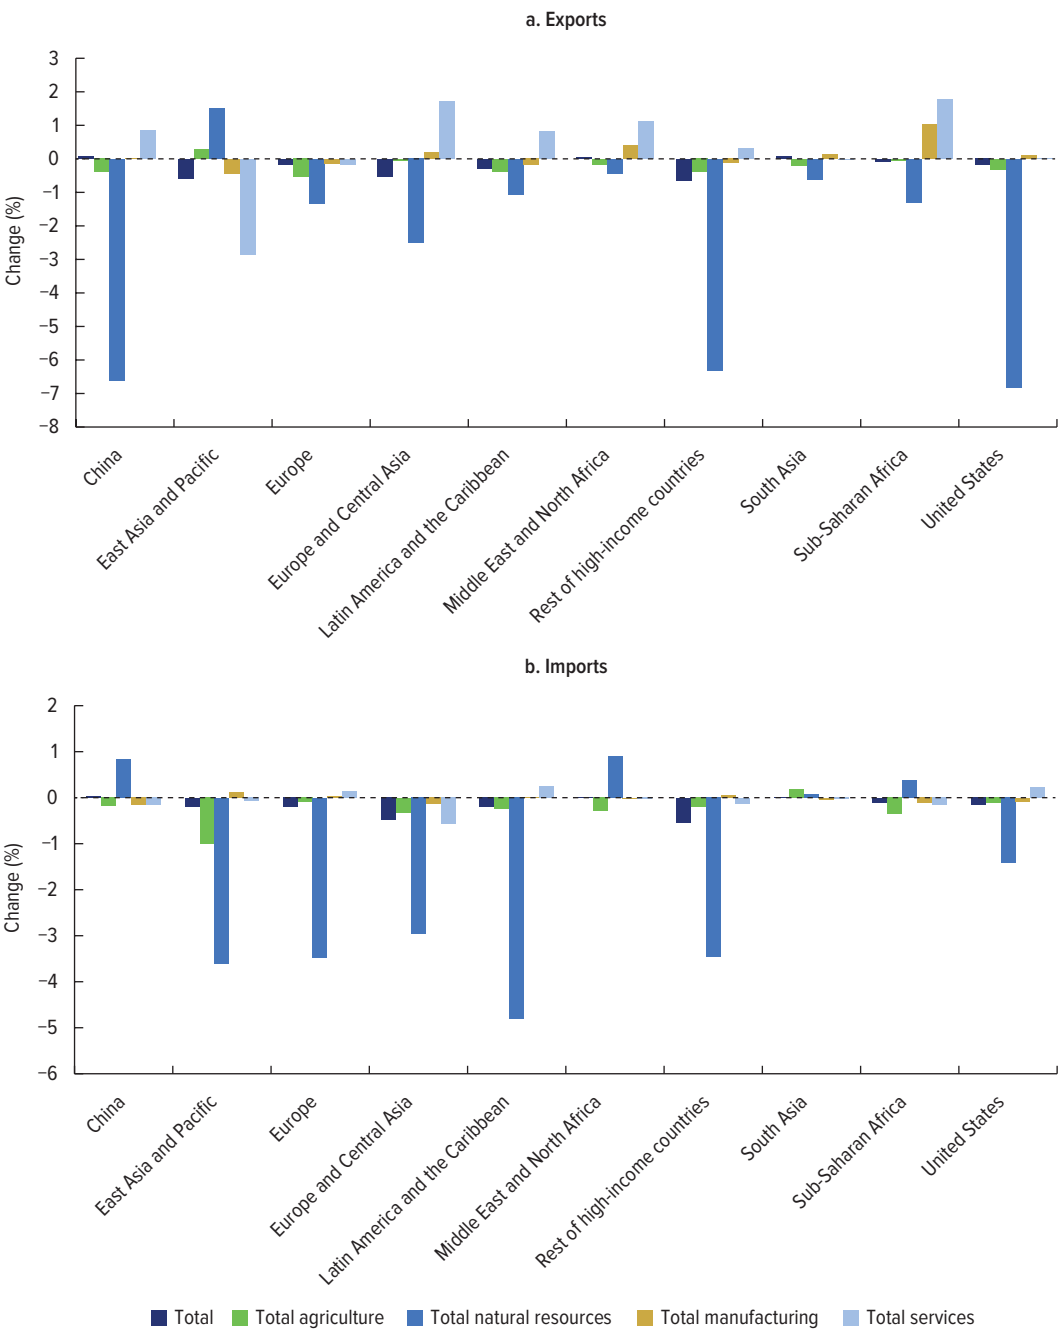 a. Exports
3
2
1
0
−1
−2
−3
−4
−5
−6
−7
−8
Change (%)
China
East Asia and Pacific
Europe
Europe and Central Asia
Latin America and the Caribbean
Middle East and North Africa
Rest of high-income countries
South Asia
Sub-Saharan Africa
United States
b. Imports
2
1
0
−1
−2
−3
−4
−5
−6
Change (%)
China
East Asia and Pacific
Europe
Europe and Central Asia
Latin America and the Caribbean
Middle East and North Africa
Rest of high-income countries
South Asia
Sub-Saharan Africa
United States
Total Total agriculture Total natural resources Total manufacturing Total services